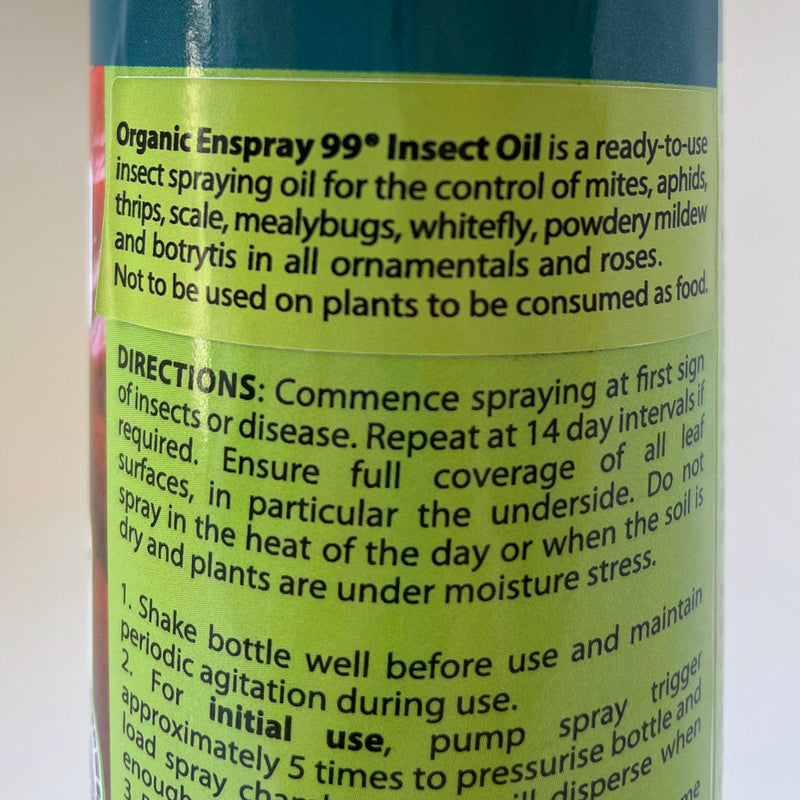 Organic Enspray 99® Insect Oil is a ready-to-use
insect spraying oil for the control of mites, aphids,
thrips, scale, mealybugs, whitefly, powdery mildew
and botrytis in all ornamentals and roses.
Not to be used on plants to be consumed as food.
DIRECTIONS: Commence spraying at first sign
of insects or disease. Repeat at 14 day intervals if
required. Ensure full coverage of all leaf
surfaces, in particular the underside. Do not
spray in the heat of the day or when the soil is
dry and plants are under moisture stress.
1. Shake bottle well before use and maintain
periodic agitation during use.
2. For initial use, pump spray trigger
approximately 5 times to pressurise bottle and
load spray disperse when
enough
3.